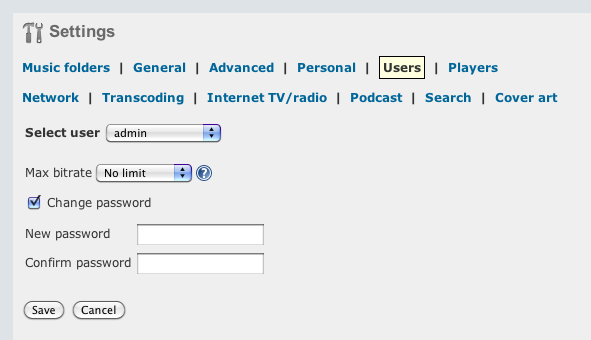 Settings
Music folders | General | Advanced | Personal | Users | Players
Network | Transcoding | Internet TV/radio | Podcast | Search | Cover art
Select user admin
Max bitrate No limit ?
Change password
New password
Confirm password
Save Cancel